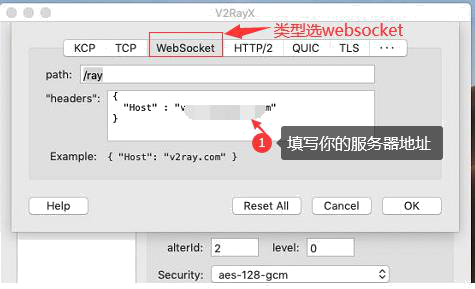 V2RayX
类型选websocket
KCP TCP WebSocket HTTP/2 QUIC TLS ···
path: /ray
"headers": {
"Host" : "v m"
}
1 填写你的服务器地址
Example: { "Host": "v2ray.com" }
Help Reset All Cancel OK
alterId: 2 level: 0
Security: aes-128-gcm